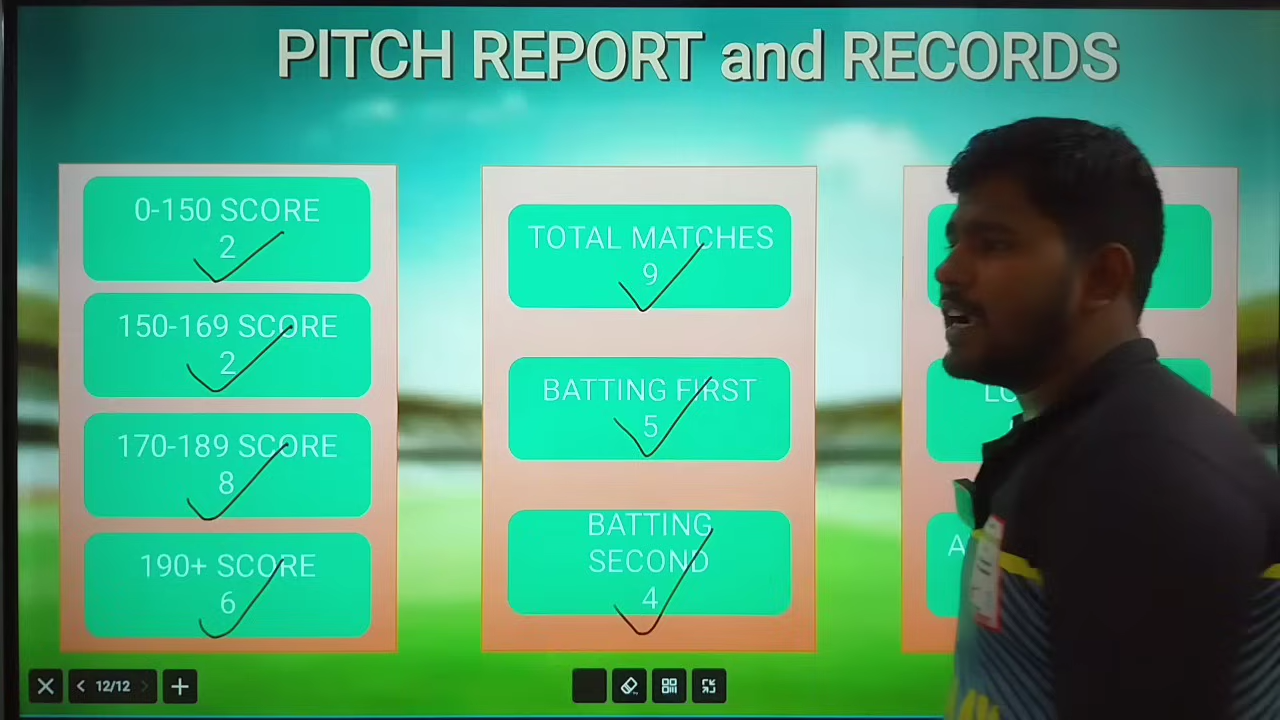 PITCH REPORT and RECORDS
0-150 SCORE
2
150-169 SCORE
2
170-189 SCORE
8
190+ SCORE
6
TOTAL MATCHES
9
BATTING FIRST
5
BATTING
SECOND
4
12/12